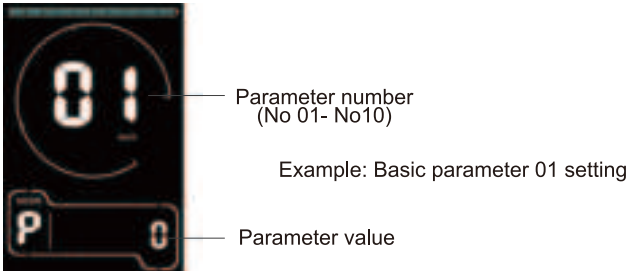 01
Parameter number
(No 01- No10)
Example: Basic parameter 01 setting
P 0
Parameter value